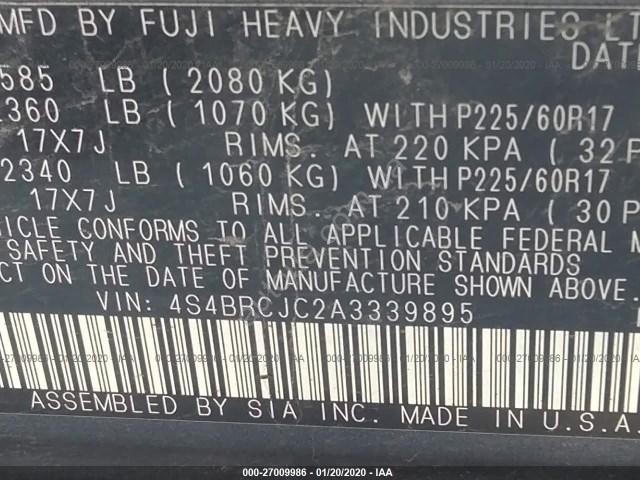 MFD BY FUJI HEAVY INDUSTRIES LT
DATE
585 LB (2080 KG)
360 LB (1070 KG) WITH P225/60R17
17X7J RIMS. AT 220 KPA (32 P
2340 LB (1060 KG) WITH P225/60R17
17X7J RIMS. AT 210 KPA (30 P
ICLE CONFORMS TO ALL APPLICABLE FEDERAL M
SAFETY AND THEFT PREVENTION STANDARDS
CT ON THE DATE OF MANUFACTURE SHOWN ABOVE.
VIN: 4S4BRCJC2A3339895
ASSEMBLED BY SIA INC. MADE IN U.S.A.
000-27009986 - 01/20/2020 - IAA